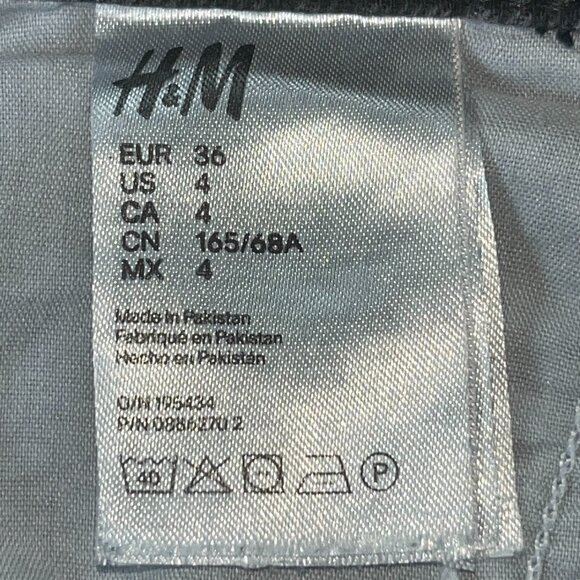 H&M
EUR 36
US 4
CA 4
CN 165/68A
MX 4
Made in Pakistan
Fabriqué en Pakistan
Hecho en Pakistan
O/N 195434
P/N 0886270 2
40 P